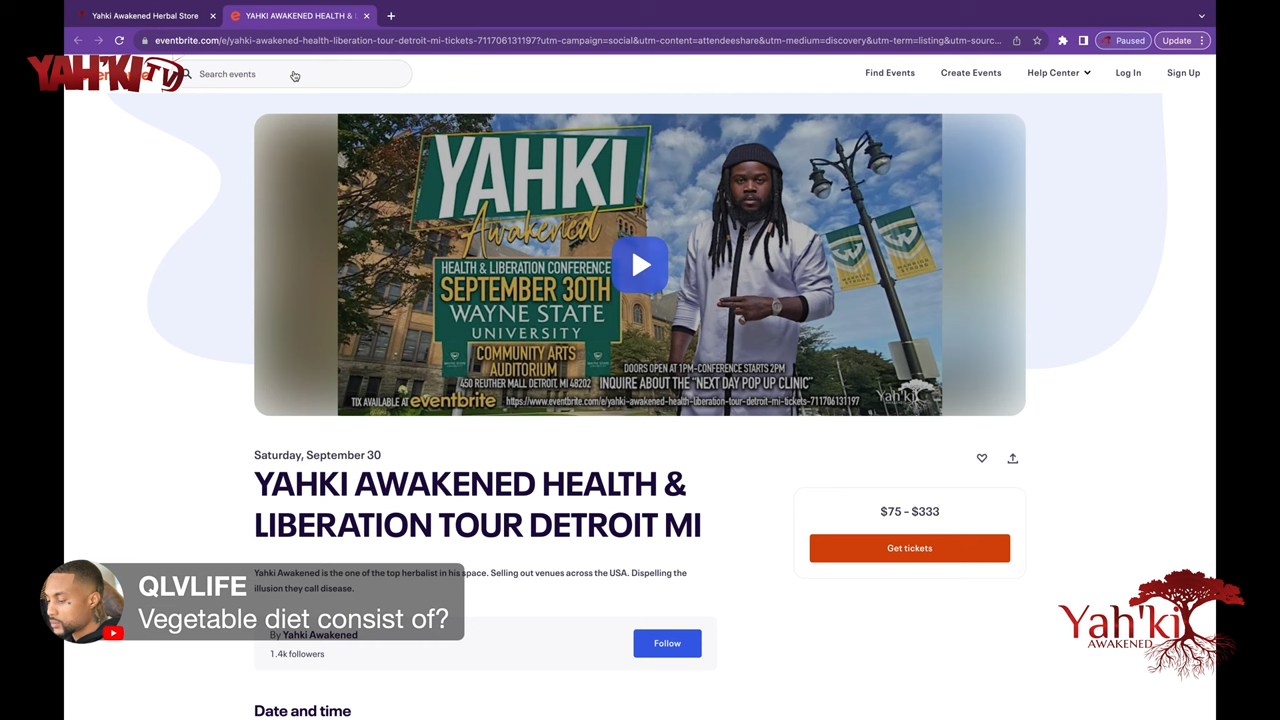 Yahki Awakened Herbal Store
YAHKI AWAKENED HEALTH &
eventbrite.com/e/yahki-awakened-health-liberation-tour-detroit-mi-tickets-711706131197?utm-campaign=social&utm-content=attendeeshare&utm-medium=discovery&utm-term=listing&utm-sourc...
Paused
Update
YAH'KI TV
Search events
Find Events
Create Events
Help Center
Log In
Sign Up
YAHKI
Awakened
HEALTH & LIBERATION CONFERENCE
SEPTEMBER 30TH
WAYNE STATE
UNIVERSITY
COMMUNITY ARTS
AUDITORIUM
450 REUTHER MALL DETROIT, MI 48202
DOORS OPEN AT 1PM-CONFERENCE STARTS 2PM
INQUIRE ABOUT THE "NEXT DAY POP UP CLINIC"
TIX AVAILABLE AT eventbrite https://www.eventbrite.com/e/yahki-awakened-health-liberation-tour-detroit-mi-tickets-711706131197
Yah'ki
Saturday, September 30
YAHKI AWAKENED HEALTH &
LIBERATION TOUR DETROIT MI
$75 – $333
Get tickets
Yahki Awakened is the one of the top herbalist in his space. Selling out venues across the USA. Dispelling the
illusion they call disease.
QLVLIFE
Vegetable diet consist of?
By Yahki Awakened
1.4k followers
Follow
Yah'ki
AWAKENED
Date and time